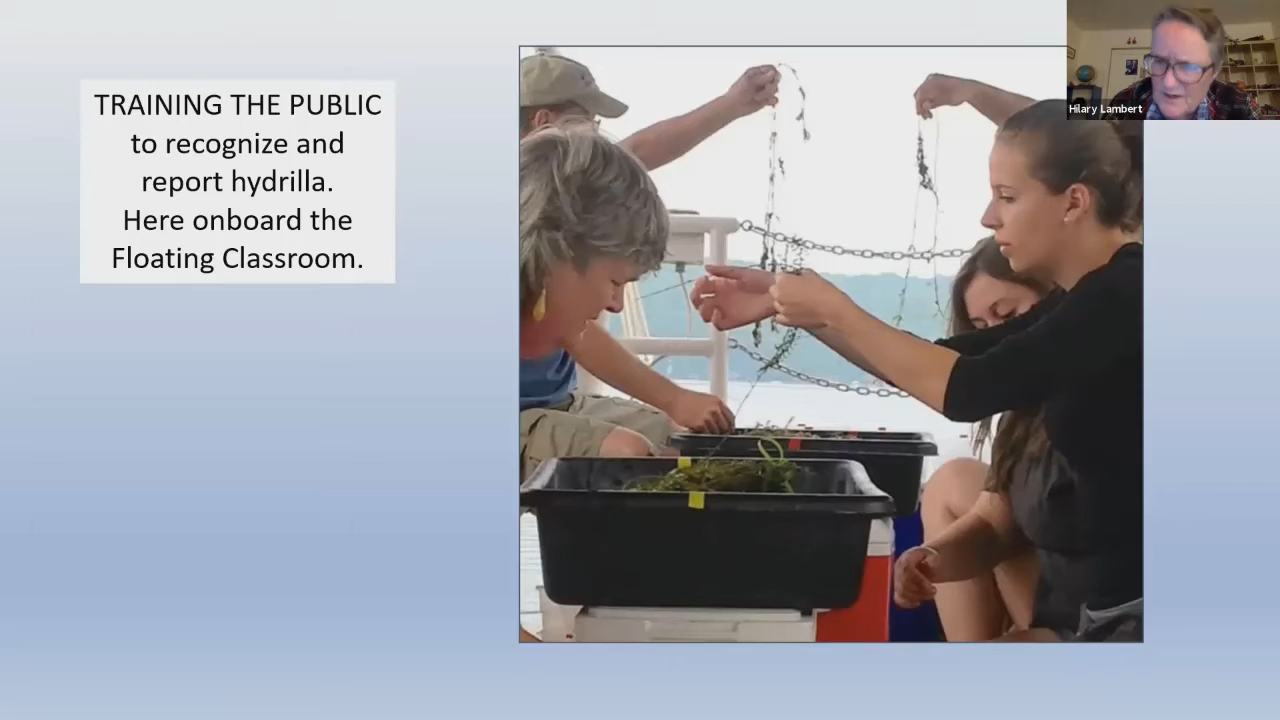 TRAINING THE PUBLIC
to recognize and
report hydrilla.
Here onboard the
Floating Classroom.
Hilary Lambert